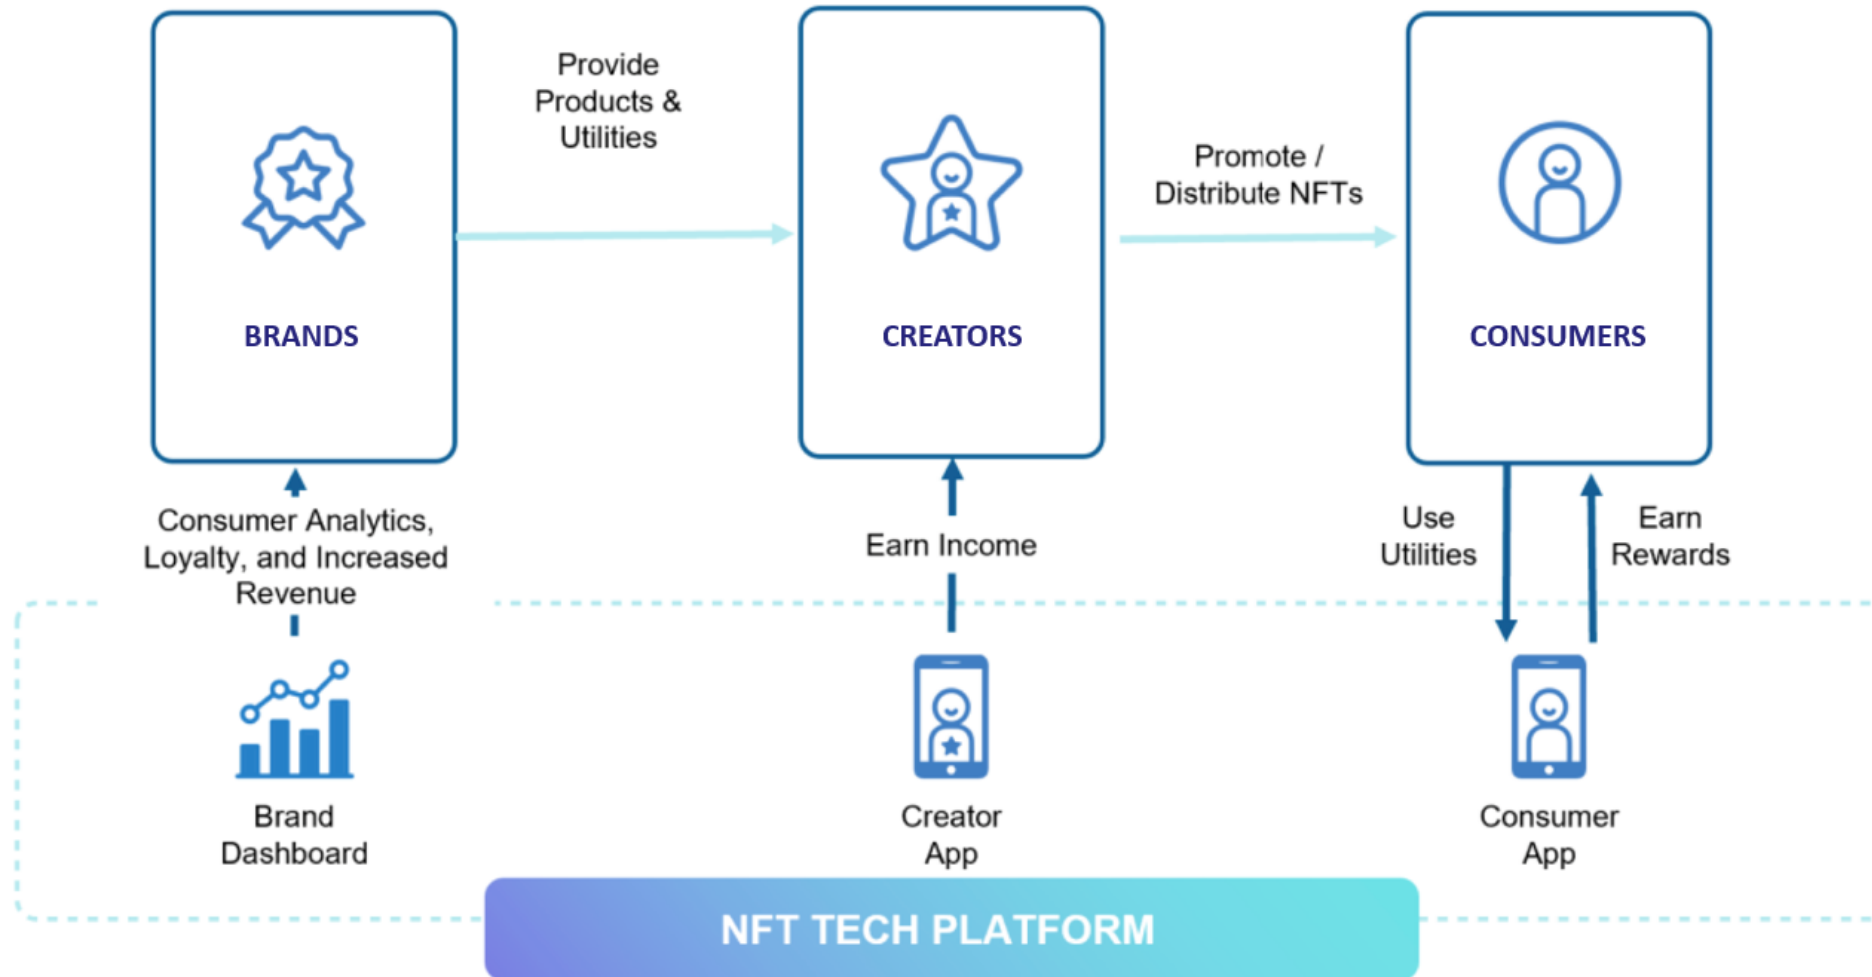 Provide
Products &
Utilities
Promote /
Distribute NFTs
BRANDS
CREATORS
CONSUMERS
Consumer Analytics,
Loyalty, and Increased
Revenue
Earn Income
Use
Utilities
Earn
Rewards
Brand
Dashboard
Creator
App
Consumer
App
NFT TECH PLATFORM